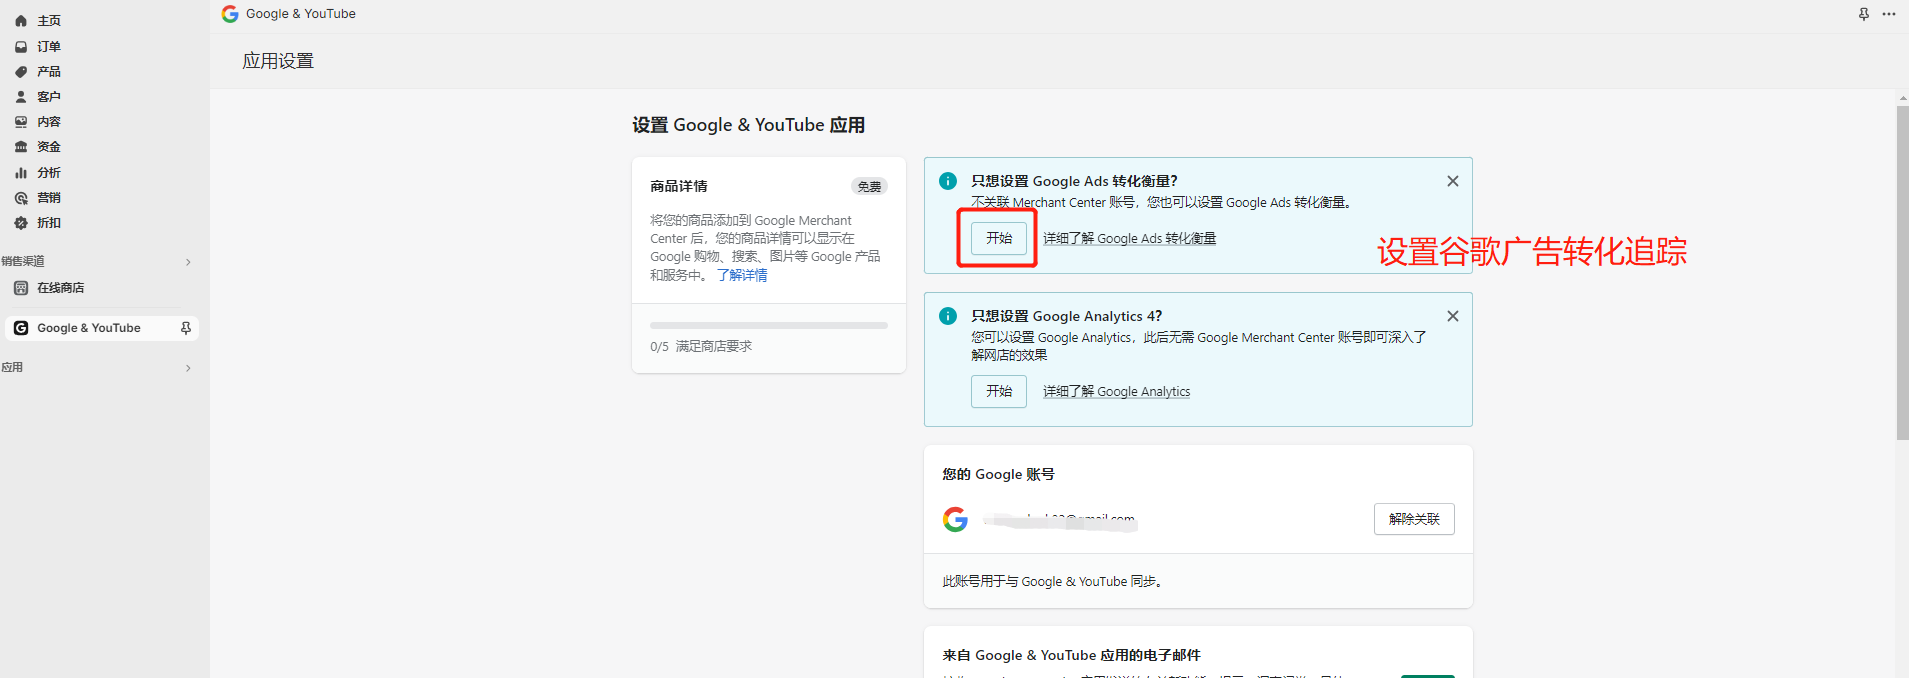 主页
订单
产品
客户
内容
资金
分析
营销
折扣
销售渠道
在线商店
Google & YouTube
应用
Google & YouTube
应用设置
设置 Google & YouTube 应用
商品详情
免费
将您的商品添加到 Google Merchant
Center 后，您的商品详情可以显示在
Google 购物、搜索、图片等 Google 产品
和服务中。 了解详情
0/5 满足商店要求
只想设置 Google Ads 转化衡量？
不关联 Merchant Center 账号，您也可以设置 Google Ads 转化衡量。
开始 详细了解 Google Ads 转化衡量
设置谷歌广告转化追踪
只想设置 Google Analytics 4？
您可以设置 Google Analytics，此后无需 Google Merchant Center 账号即可深入了
解网店的效果
开始 详细了解 Google Analytics
您的 Google 账号
解除关联
此账号用于与 Google & YouTube 同步。
来自 Google & YouTube 应用的电子邮件